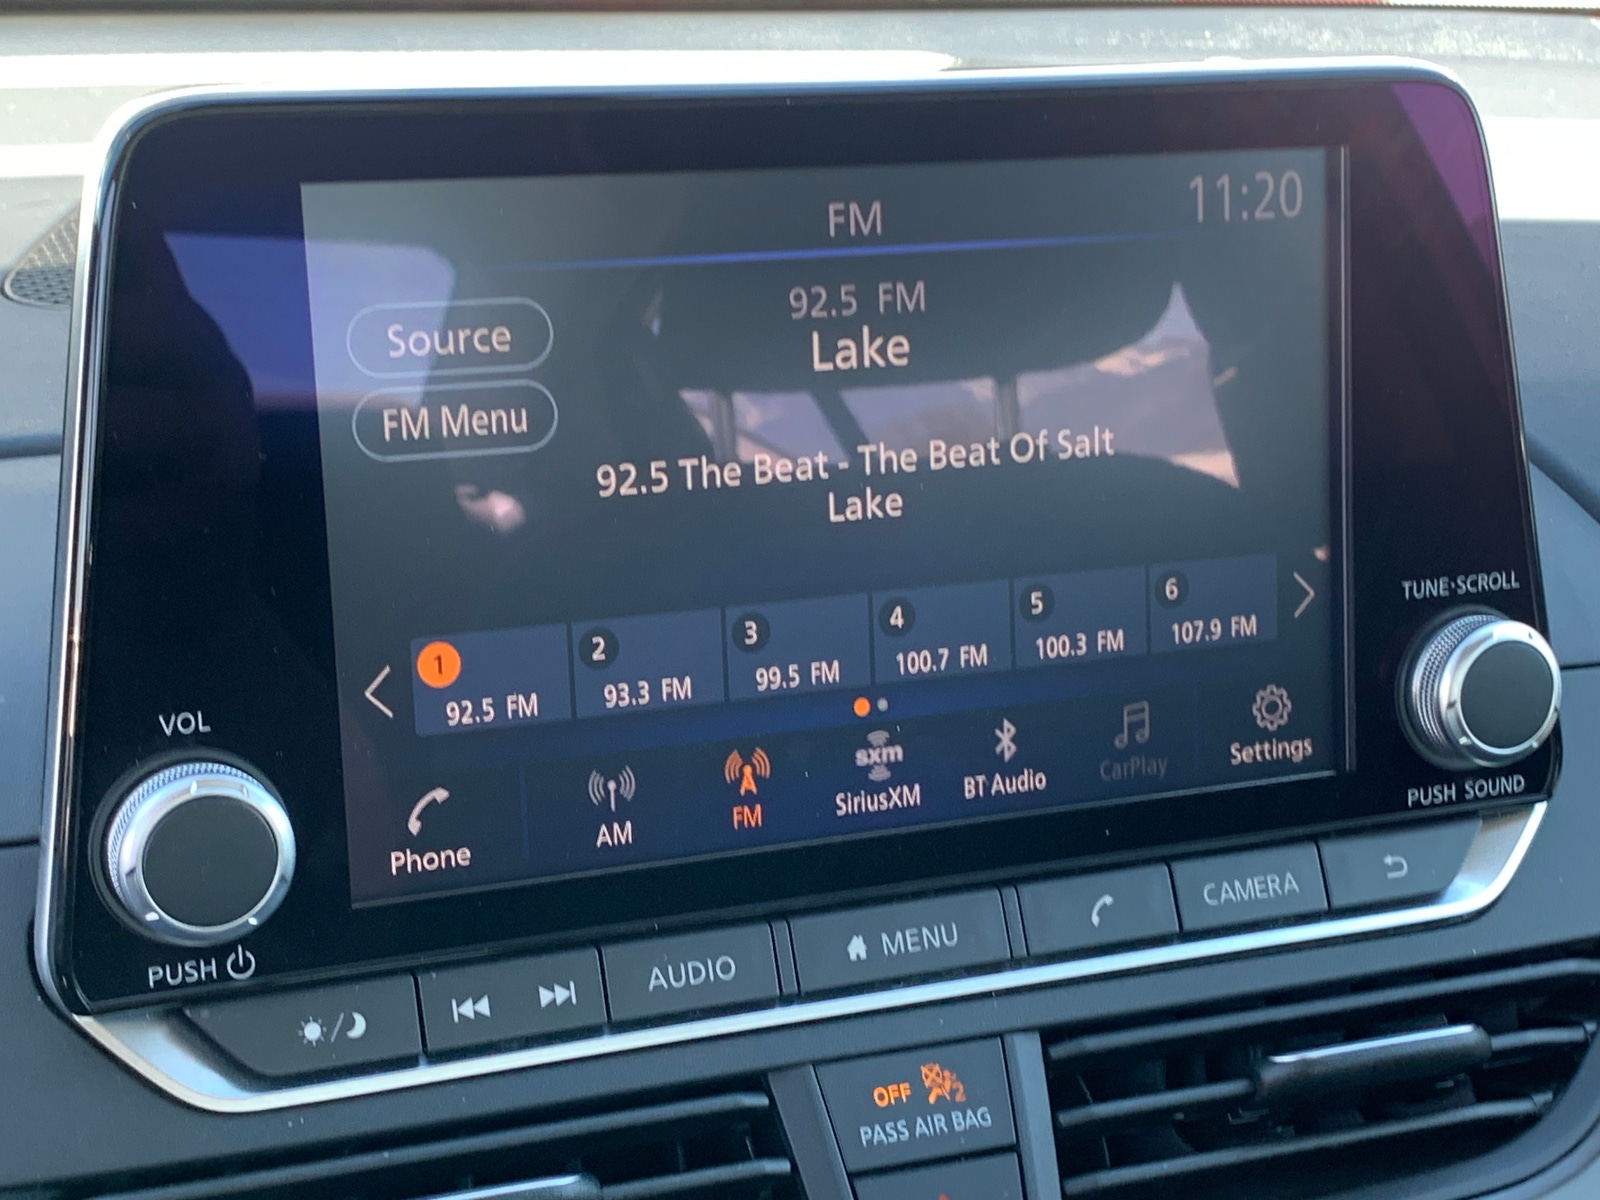 FM
11:20
92.5 FM
Lake
Source
FM Menu
92.5 The Beat - The Beat Of Salt
Lake
1
92.5 FM
2
93.3 FM
3
99.5 FM
4
100.7 FM
5
100.3 FM
6
107.9 FM
Phone
AM
FM
sxm
SiriusXM
BT Audio
CarPlay
Settings
VOL
PUSH
TUNE·SCROLL
PUSH SOUND
AUDIO
MENU
CAMERA
OFF
2
PASS AIR BAG